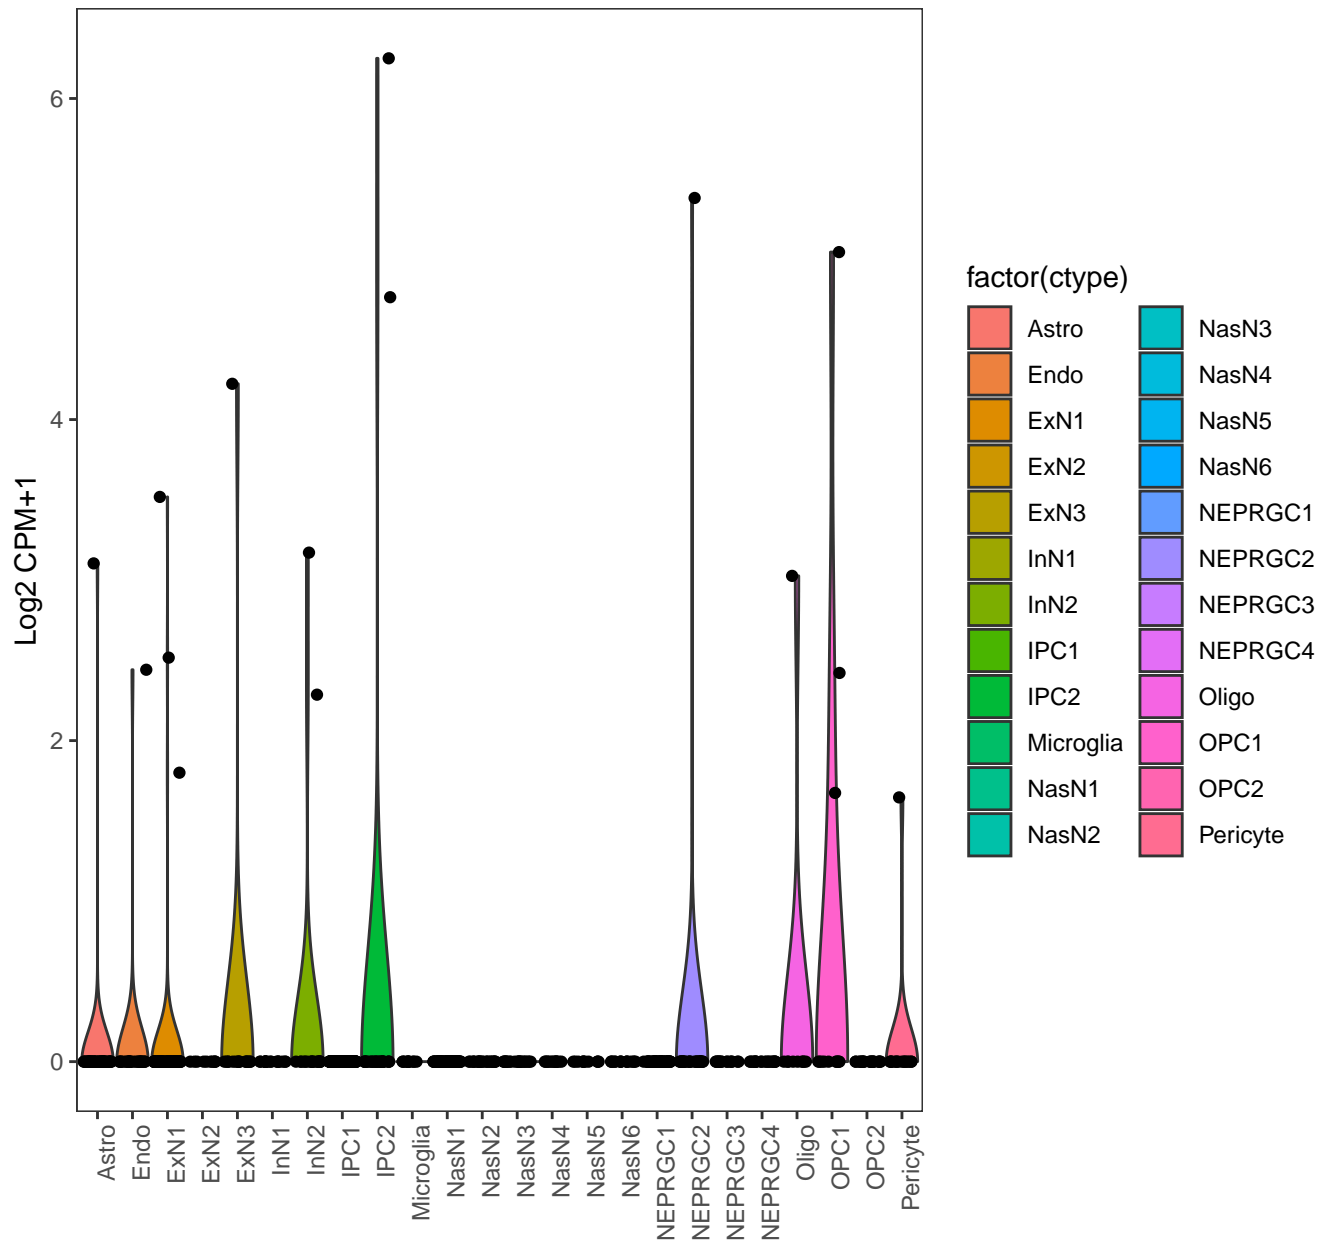 6
4
2
0
Log2 CPM+1
Astro
Endo
ExN1
ExN2
ExN3
InN1
InN2
IPC1
IPC2
Microglia
NasN1
NasN2
NasN3
NasN4
NasN5
NasN6
NEPRGC1
NEPRGC2
NEPRGC3
NEPRGC4
Oligo
OPC1
OPC2
Pericyte
factor(ctype)
Astro
Endo
ExN1
ExN2
ExN3
InN1
InN2
IPC1
IPC2
Microglia
NasN1
NasN2
NasN3
NasN4
NasN5
NasN6
NEPRGC1
NEPRGC2
NEPRGC3
NEPRGC4
Oligo
OPC1
OPC2
Pericyte